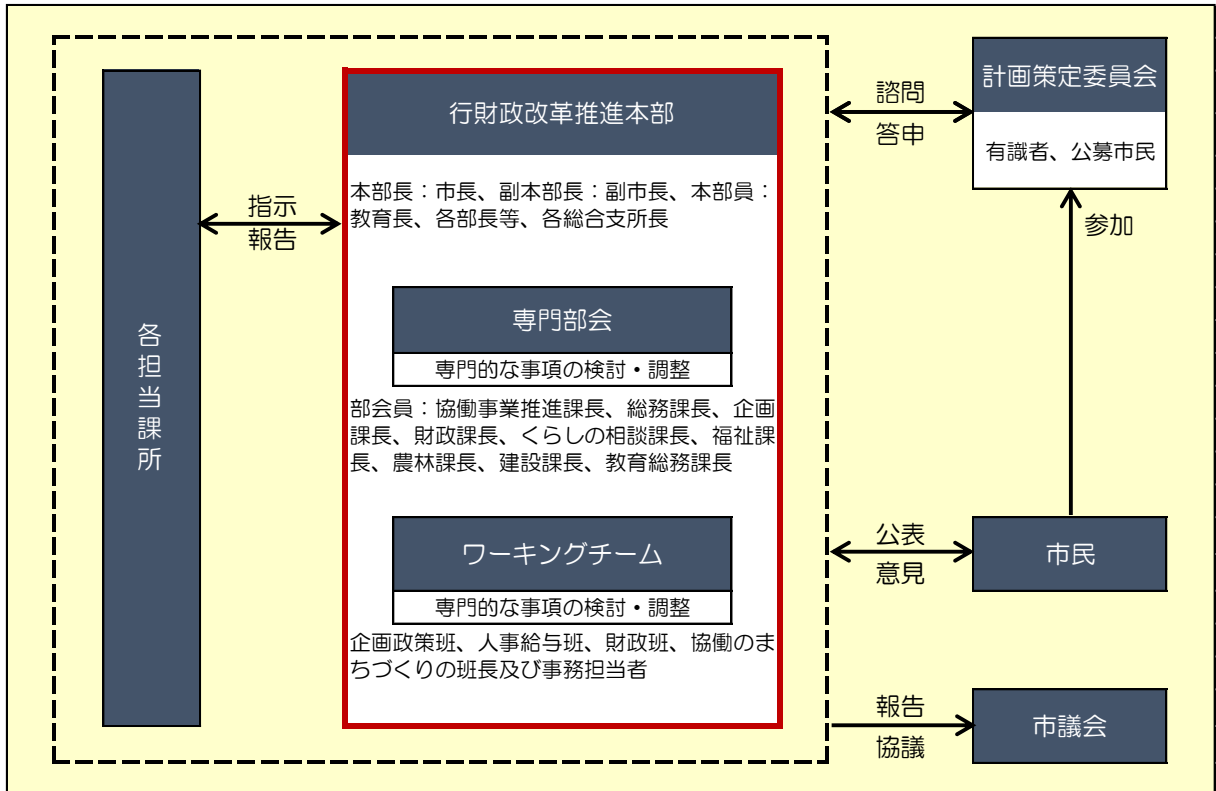 各担当課所
指示
報告
行財政改革推進本部
本部長：市長、副本部長：副市長、本部員：
教育長、各部長等、各総合支所長
専門部会
専門的な事項の検討・調整
部会員：協働事業推進課長、総務課長、企画
課長、財政課長、くらしの相談課長、福祉課
長、農林課長、建設課長、教育総務課長
ワーキングチーム
専門的な事項の検討・調整
企画政策班、人事給与班、財政班、協働のま
ちづくりの班長及び事務担当者
諮問
答申
計画策定委員会
有識者、公募市民
参加
公表
意見
市民
報告
協議
市議会